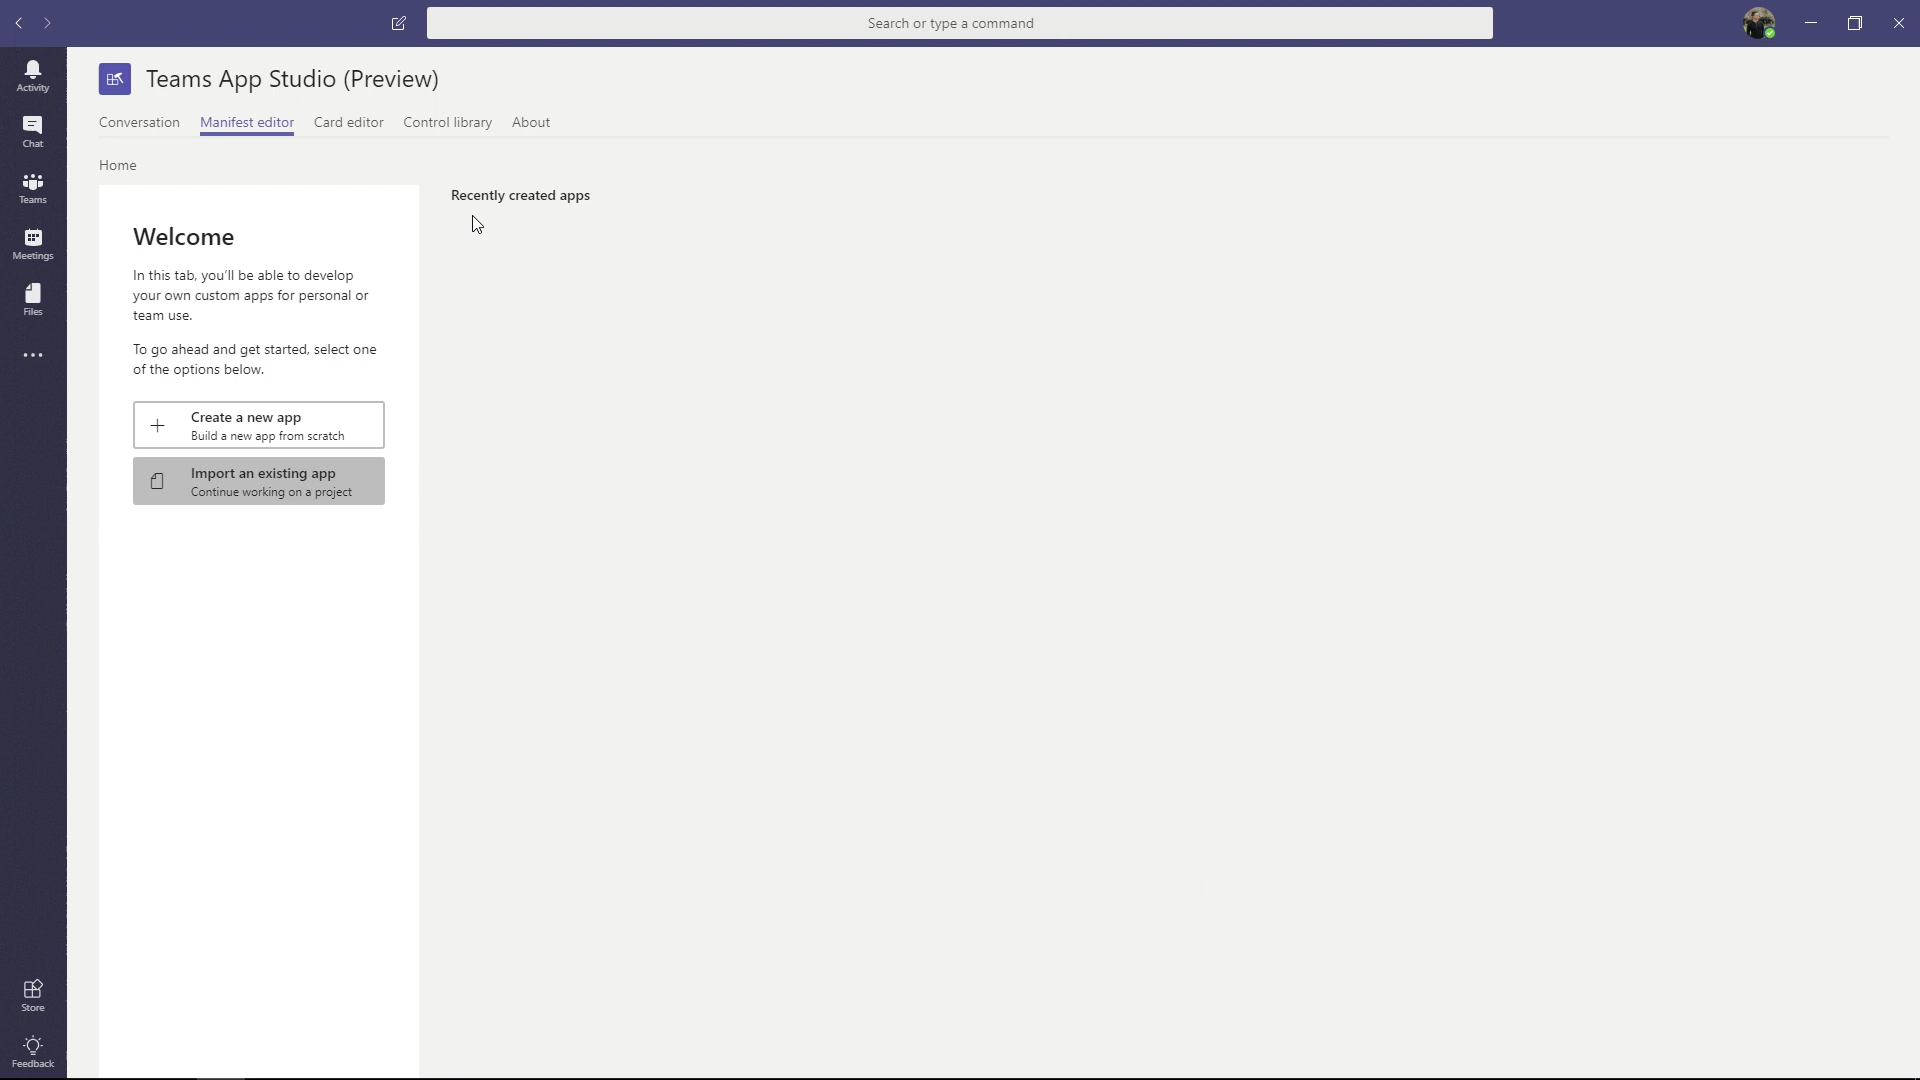 Search or type a command
Activity
Chat
Teams
Meetings
Files
Store
Feedback
Teams App Studio (Preview)
Conversation
Manifest editor
Card editor
Control library
About
Home
Welcome
In this tab, you'll be able to develop
your own custom apps for personal or
team use.
To go ahead and get started, select one
of the options below.
Create a new app
Build a new app from scratch
Import an existing app
Continue working on a project
Recently created apps